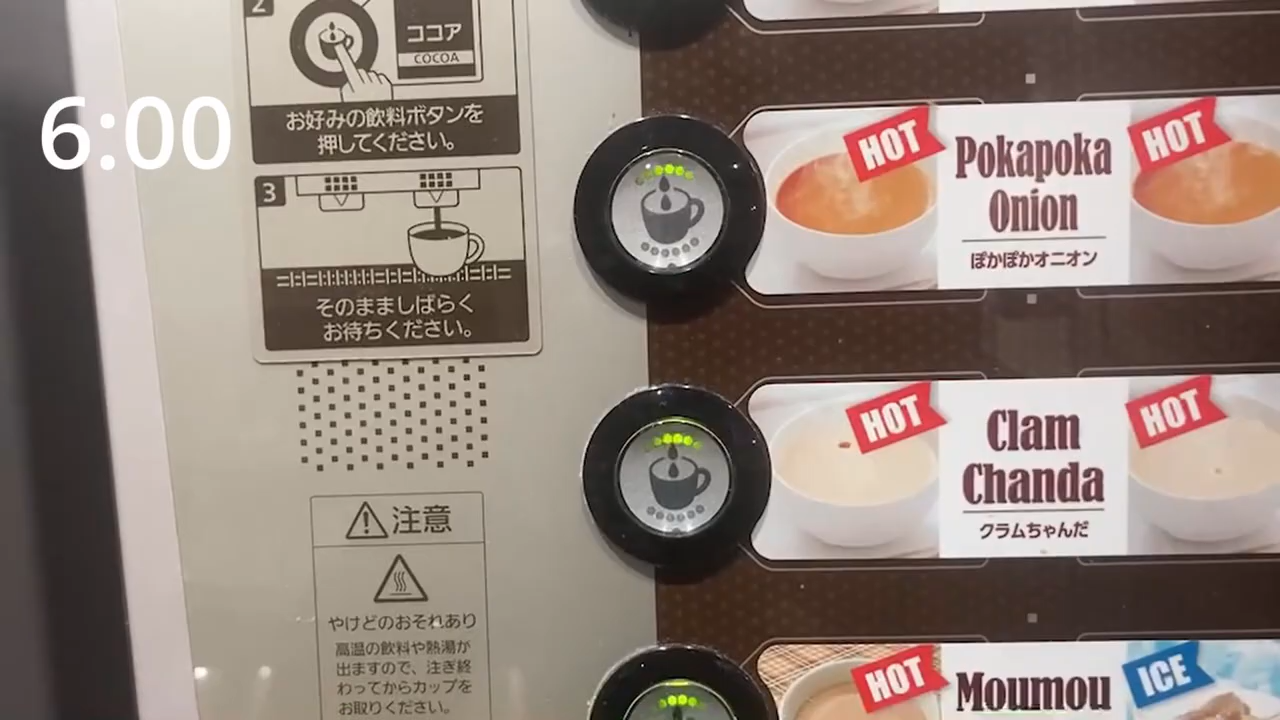 2
ココア
COCOA
お好みの飲料ボタンを
押してください。
6:00
3
そのまましばらく
お待ちください。
注意
やけどのおそれあり
高温の飲料や熱湯が
出ますので、注ぎ終
わってからカップを
お取りください。
HOT
Pokapoka
Onion
ぽかぽかオニオン
HOT
HOT
Clam
Chanda
クラムちゃんだ
HOT
HOT
Moumou
ICE